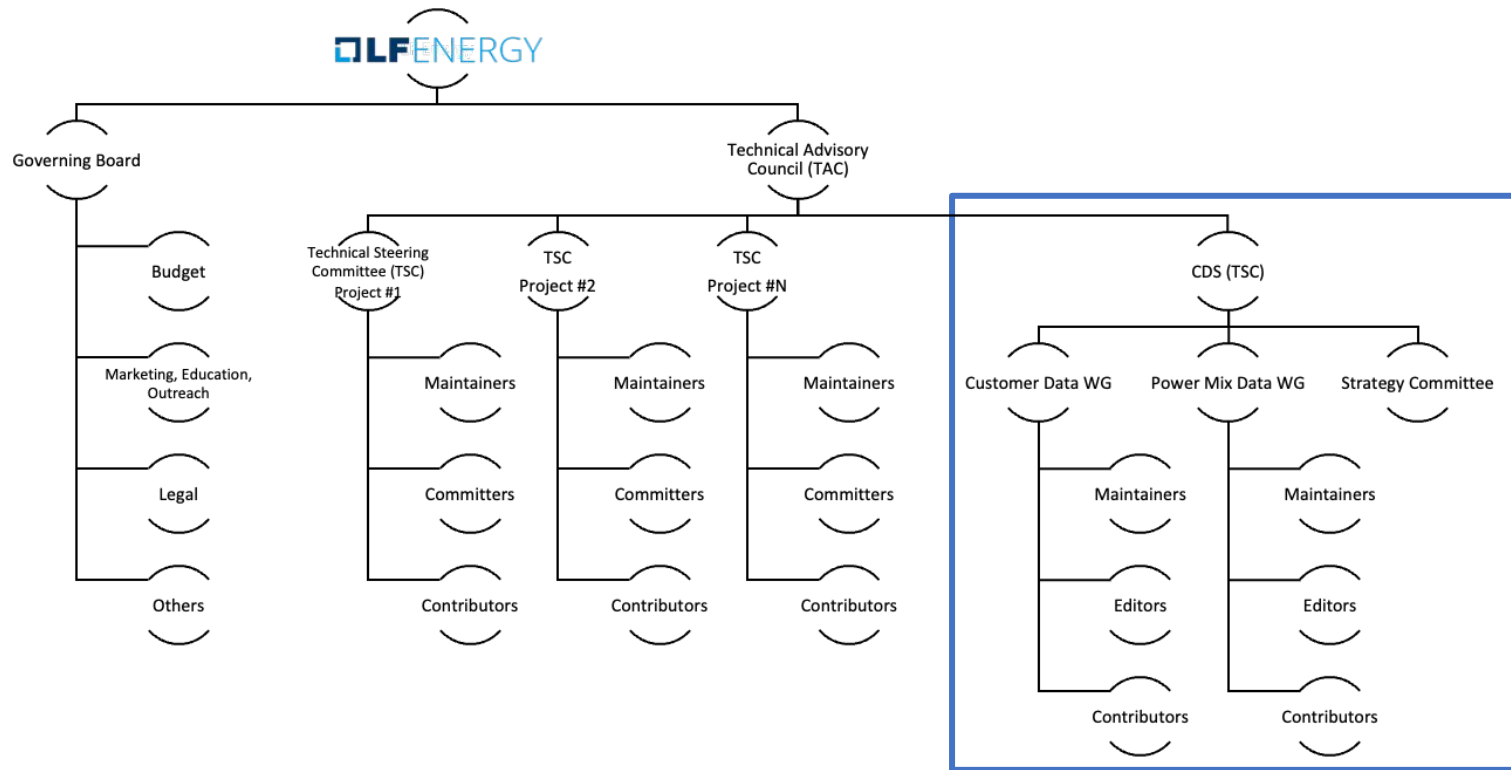 LFENERGY
Governing Board
Technical Advisory
Council (TAC)
Budget
Marketing, Education,
Outreach
Legal
Others
Technical Steering
Committee (TSC)
Project #1
Maintainers
Committers
Contributors
TSC
Project #2
Maintainers
Committers
Contributors
TSC
Project #N
Maintainers
Committers
Contributors
CDS (TSC)
Customer Data WG
Maintainers
Editors
Contributors
Power Mix Data WG
Maintainers
Editors
Contributors
Strategy Committee